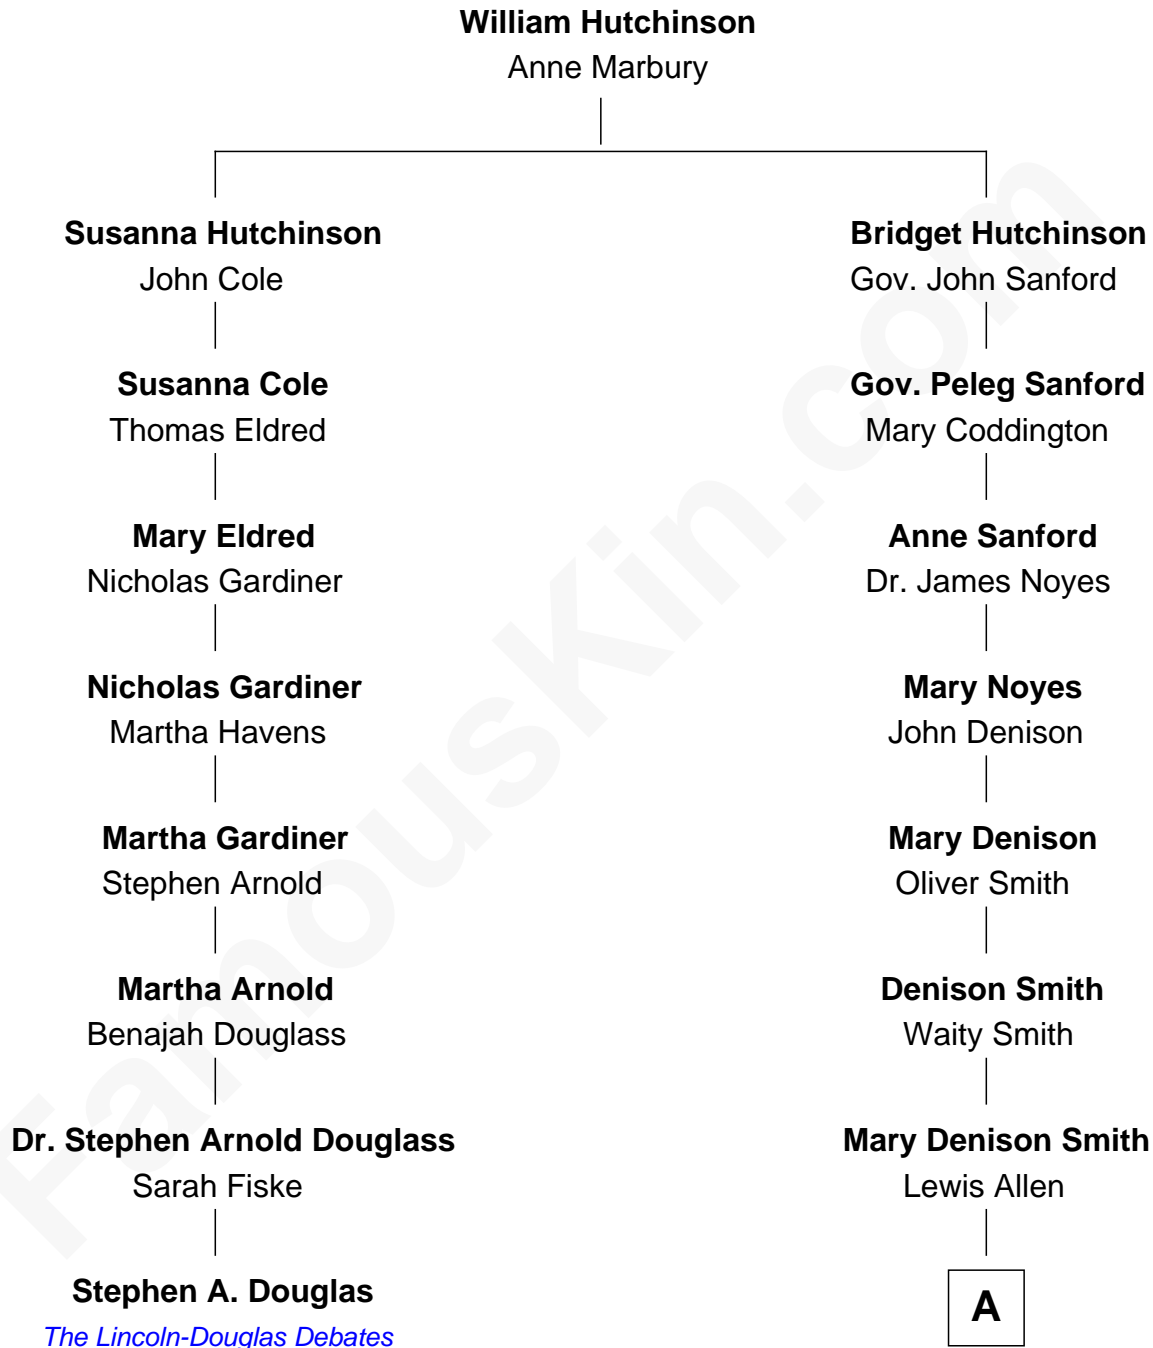 William Hutchinson
Anne Marbury
Susanna Hutchinson
John Cole
Bridget Hutchinson
Gov. John Sanford
Susanna Cole
Thomas Eldred
Gov. Peleg Sanford
Mary Coddington
Mary Eldred
Nicholas Gardiner
Anne Sanford
Dr. James Noyes
Nicholas Gardiner
Martha Havens
Mary Noyes
John Denison
Martha Gardiner
Stephen Arnold
Mary Denison
Oliver Smith
Martha Arnold
Benajah Douglass
Denison Smith
Waity Smith
Dr. Stephen Arnold Douglass
Sarah Fiske
Mary Denison Smith
Lewis Allen
Stephen A. Douglas
The Lincoln-Douglas Debates
A
FamousKin.com